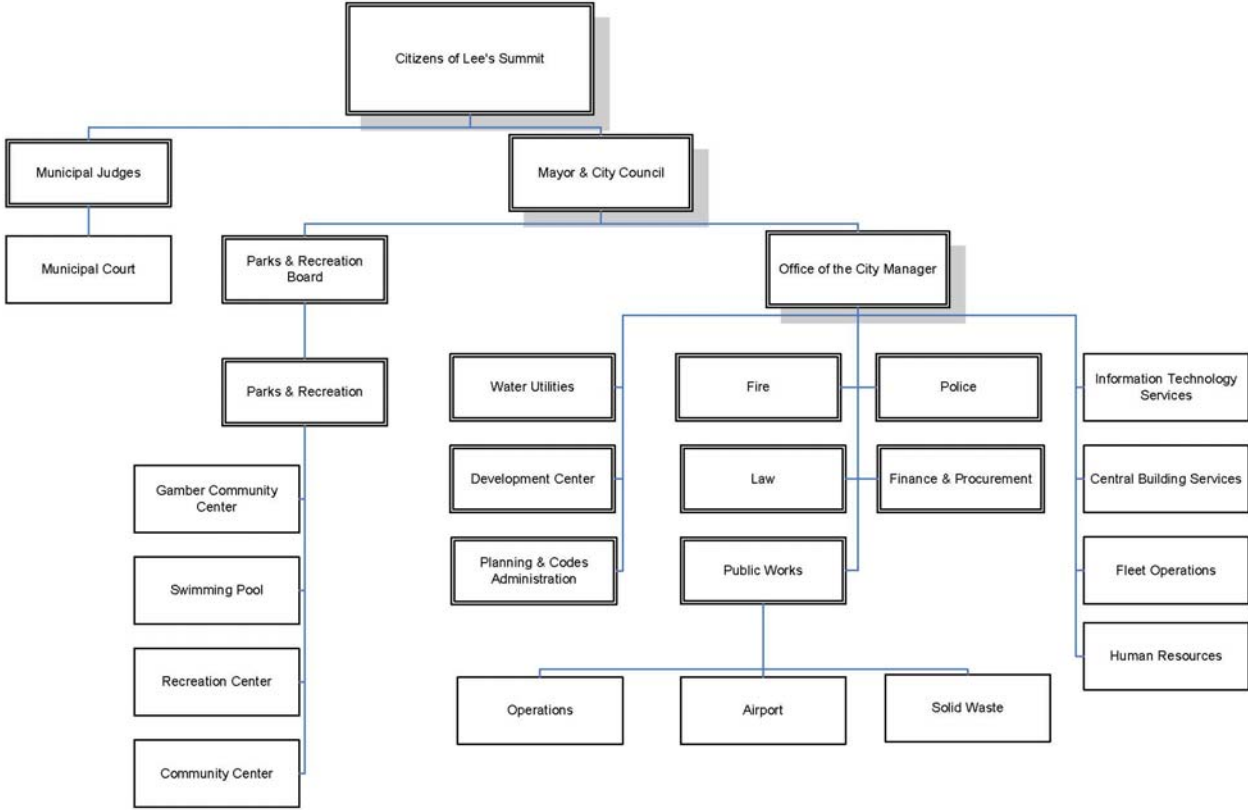 Citizens of Lee's Summit
Municipal Judges
Mayor & City Council
Municipal Court
Parks & Recreation
Board
Office of the City Manager
Parks & Recreation
Water Utilities
Fire
Police
Information Technology
Services
Gamber Community
Center
Development Center
Law
Finance & Procurement
Central Building Services
Swimming Pool
Planning & Codes
Administration
Public Works
Fleet Operations
Recreation Center
Human Resources
Operations
Airport
Solid Waste
Community Center